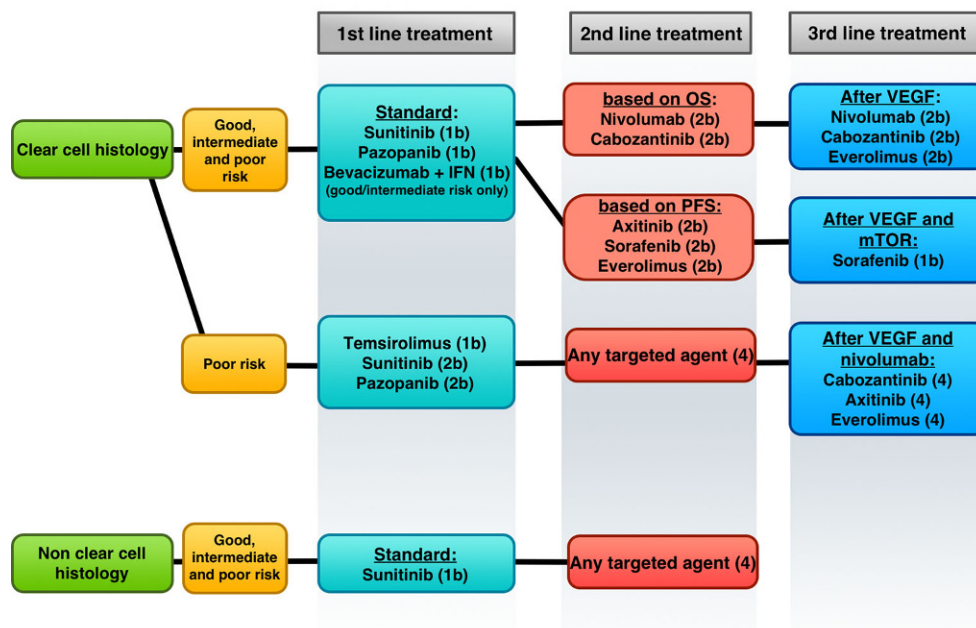 1st line treatment
2nd line treatment
3rd line treatment
Clear cell histology
Good,
intermediate
and poor
risk
Standard:
Sunitinib (1b)
Pazopanib (1b)
Bevacizumab + IFN (1b)
(good/intermediate risk only)
based on OS:
Nivolumab (2b)
Cabozantinib (2b)
After VEGF:
Nivolumab (2b)
Cabozantinib (2b)
Everolimus (2b)
based on PFS:
Axitinib (2b)
Sorafenib (2b)
Everolimus (2b)
After VEGF and
mTOR:
Sorafenib (1b)
Poor risk
Temsirolimus (1b)
Sunitinib (2b)
Pazopanib (2b)
Any targeted agent (4)
After VEGF and
nivolumab:
Cabozantinib (4)
Axitinib (4)
Everolimus (4)
Non clear cell
histology
Good,
intermediate
and poor risk
Standard:
Sunitinib (1b)
Any targeted agent (4)